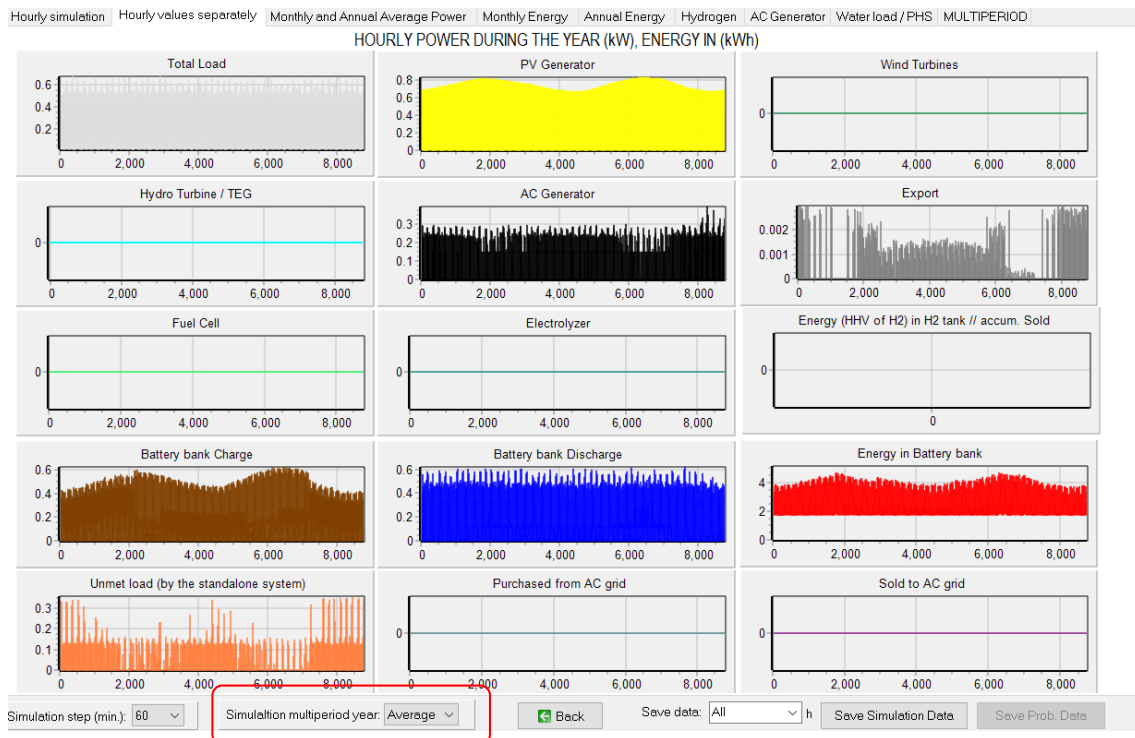 Hourly simulation Hourly values separately Monthly and Annual Average Power Monthly Energy Annual Energy Hydrogen AC Generator Water load / PHS MULTIPERIOD
HOURLY POWER DURING THE YEAR (kW), ENERGY IN (kWh)
Total Load
0.6
0.4
0.2
0 2,000 4,000 6,000 8,000
PV Generator
0.8
0.6
0.4
0.2
0
0 2,000 4,000 6,000 8,000
Wind Turbines
0
0 2,000 4,000 6,000 8,000
Hydro Turbine / TEG
0
0 2,000 4,000 6,000 8,000
AC Generator
0.3
0.2
0.1
0
0 2,000 4,000 6,000 8,000
Export
0.002
0.001
0
0 2,000 4,000 6,000 8,000
Fuel Cell
0
0 2,000 4,000 6,000 8,000
Electrolyzer
0
0 2,000 4,000 6,000 8,000
Energy (HHV of H2) in H2 tank // accum. Sold
0
0
Battery bank Charge
0.6
0.4
0.2
0
0 2,000 4,000 6,000 8,000
Battery bank Discharge
0.6
0.4
0.2
0
0 2,000 4,000 6,000 8,000
Energy in Battery bank
4
2
0
0 2,000 4,000 6,000 8,000
Unmet load (by the standalone system)
0.3
0.2
0.1
0
0 2,000 4,000 6,000 8,000
Purchased from AC grid
0
0 2,000 4,000 6,000 8,000
Sold to AC grid
0
0 2,000 4,000 6,000 8,000
Simulation step (min.): 60 Simulaltion multiperiod year: Average Back Save data: All h Save Simulation Data Save Prob. Data